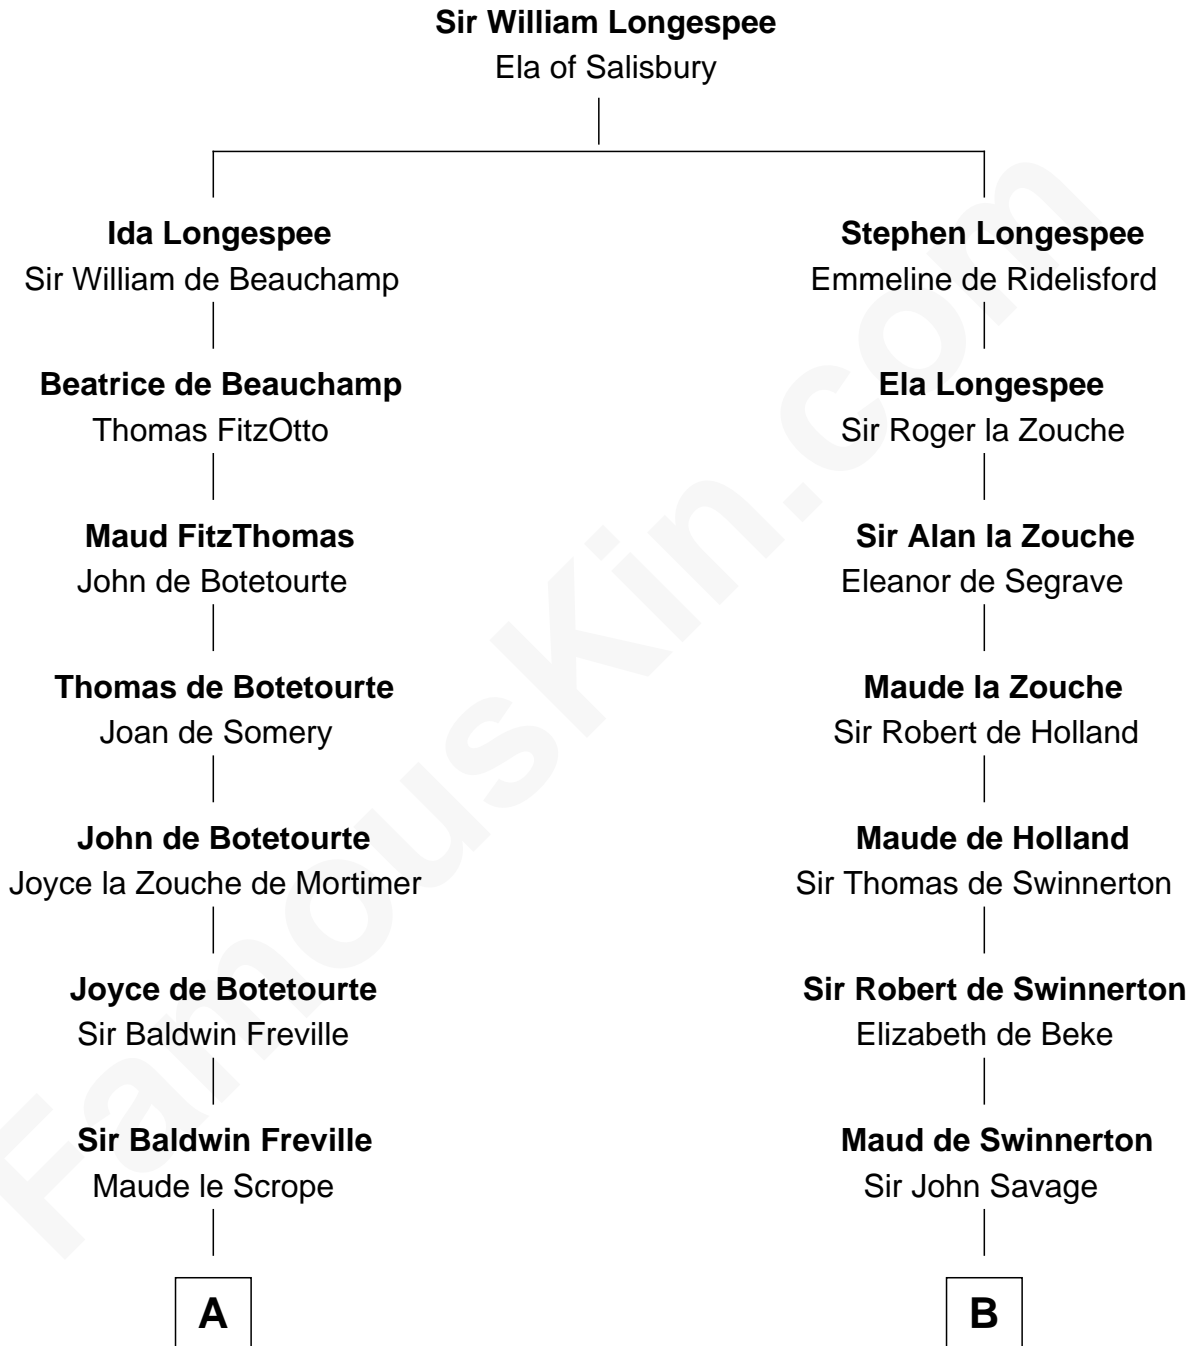 Sir William Longespee
Ela of Salisbury
Ida Longespee
Sir William de Beauchamp
Stephen Longespee
Emmeline de Ridelisford
Beatrice de Beauchamp
Thomas FitzOtto
Ela Longespee
Sir Roger la Zouche
Maud FitzThomas
John de Botetourte
Sir Alan la Zouche
Eleanor de Segrave
Thomas de Botetourte
Joan de Somery
Maude la Zouche
Sir Robert de Holland
John de Botetourte
Joyce la Zouche de Mortimer
Maude de Holland
Sir Thomas de Swinnerton
Joyce de Botetourte
Sir Baldwin Freville
Sir Robert de Swinnerton
Elizabeth de Beke
Sir Baldwin Freville
Maude le Scrope
Maud de Swinnerton
Sir John Savage
A
B
FamousKin.com